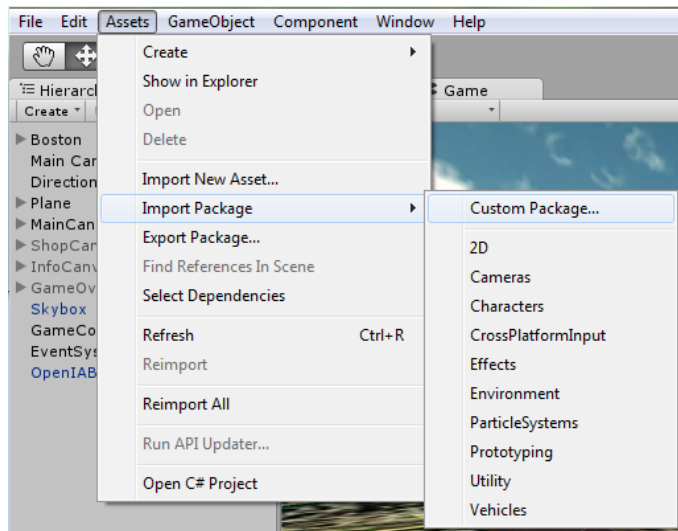 File Edit Assets GameObject Component Window Help
Hierarcl
Game
Create
Boston
Main Car
Direction
Plane
MainCan
ShopCar
InfoCanv
GameOv
Skybox
GameCo
EventSys
OpenIAB
Create
Show in Explorer
Open
Delete
Import New Asset...
Import Package
Export Package...
Find References In Scene
Select Dependencies
Refresh Ctrl+R
Reimport
Reimport All
Run API Updater...
Open C# Project
Custom Package...
2D
Cameras
Characters
CrossPlatformInput
Effects
Environment
ParticleSystems
Prototyping
Utility
Vehicles